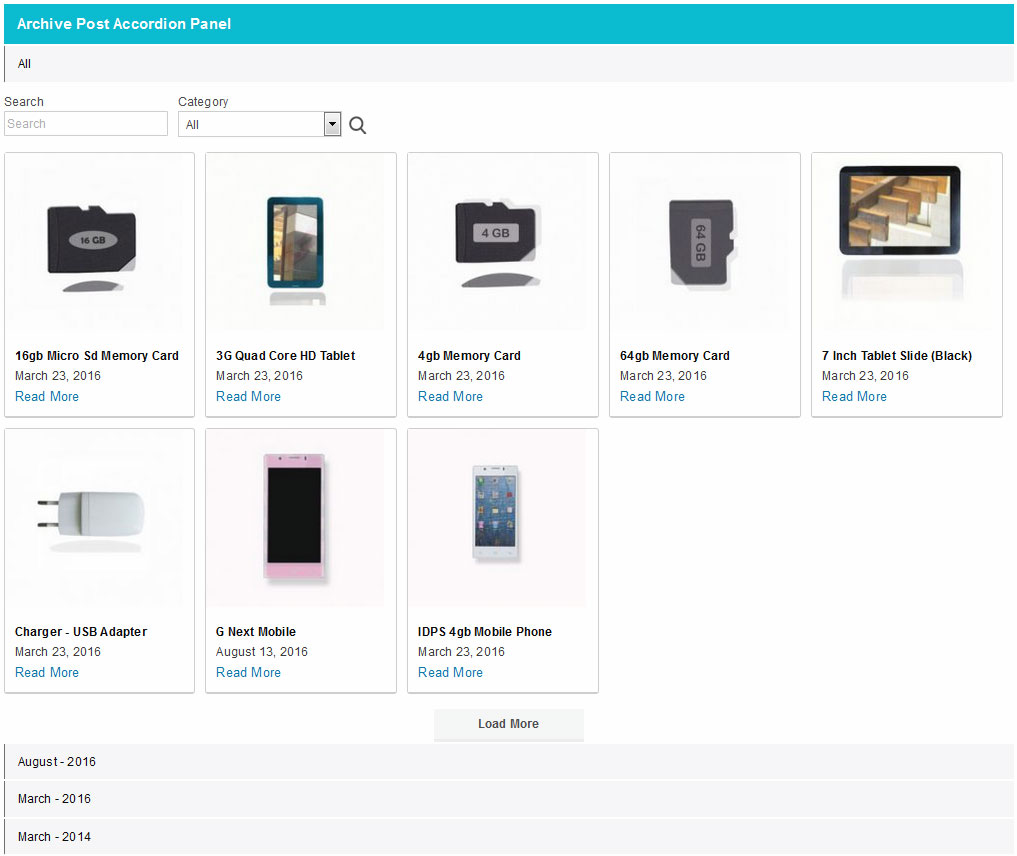 Archive Post Accordion Panel
All
Search
Category
Search
All
16 GB
4 GB
64 GB
16gb Micro Sd Memory Card
3G Quad Core HD Tablet
4gb Memory Card
64gb Memory Card
7 Inch Tablet Slide (Black)
March 23, 2016
March 23, 2016
March 23, 2016
March 23, 2016
March 23, 2016
Read More
Read More
Read More
Read More
Read More
Charger - USB Adapter
G Next Mobile
IDPS 4gb Mobile Phone
March 23, 2016
August 13, 2016
March 23, 2016
Read More
Read More
Read More
Load More
August - 2016
March - 2016
March - 2014